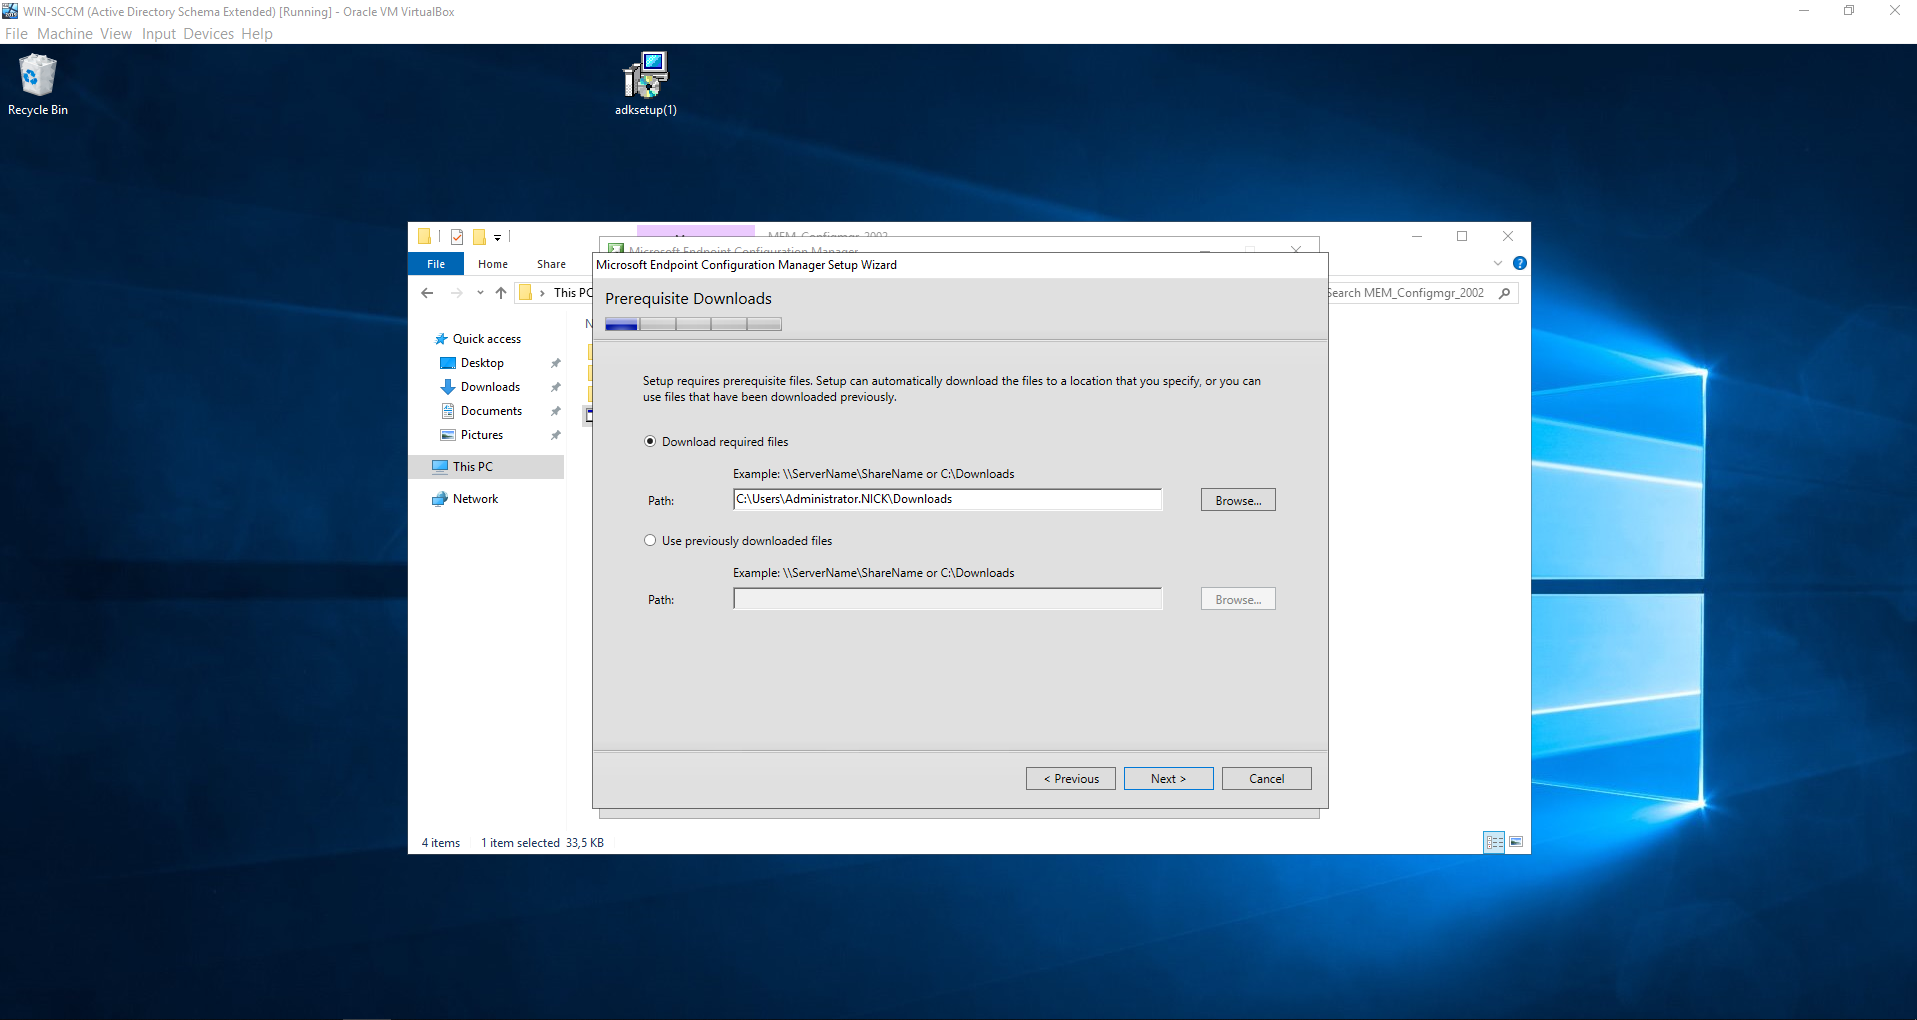 WIN-SCCM (Active Directory Schema Extended) [Running] - Oracle VM VirtualBox
File Machine View Input Devices Help
Recycle Bin
adksetup(1)
MEM_Configmgr_2002
Microsoft Endpoint Configuration Manager
File Home Share
Microsoft Endpoint Configuration Manager Setup Wizard
This PC
Search MEM_Configmgr_2002
Prerequisite Downloads
N
Quick access
Desktop
Downloads
Documents
Pictures
This PC
Network
Setup requires prerequisite files. Setup can automatically download the files to a location that you specify, or you can
use files that have been downloaded previously.
Download required files
Example: \\ServerName\ShareName or C:\Downloads
Path:
C:\Users\Administrator.NICK\Downloads
Browse...
Use previously downloaded files
Example: \\ServerName\ShareName or C:\Downloads
Path:
Browse...
< Previous
Next >
Cancel
4 items 1 item selected 33,5 KB